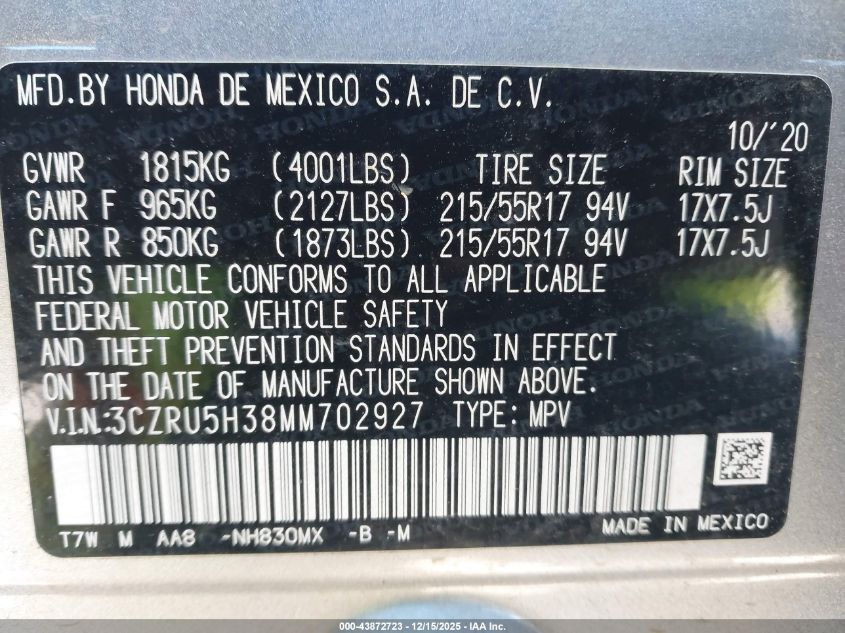 MFD.BY HONDA DE MEXICO S.A. DE C.V.
10/'20
GVWR 1815KG (4001LBS) TIRE SIZE RIM SIZE
GAWR F 965KG (2127LBS) 215/55R17 94V 17X7.5J
GAWR R 850KG (1873LBS) 215/55R17 94V 17X7.5J
THIS VEHICLE CONFORMS TO ALL APPLICABLE
FEDERAL MOTOR VEHICLE SAFETY
AND THEFT PREVENTION STANDARDS IN EFFECT
ON THE DATE OF MANUFACTURE SHOWN ABOVE.
V.I.N.:3CZRU5H38MM702927 TYPE: MPV
T7W M AA8 -NH830MX -B -M MADE IN MEXICO
000-43872723 - 12/15/2025 - IAA Inc.